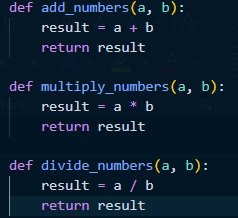 def add_numbers(a, b):
    result = a + b
    return result
def multiply_numbers(a, b):
    result = a * b
    return result
def divide_numbers(a, b):
    result = a / b
    return result